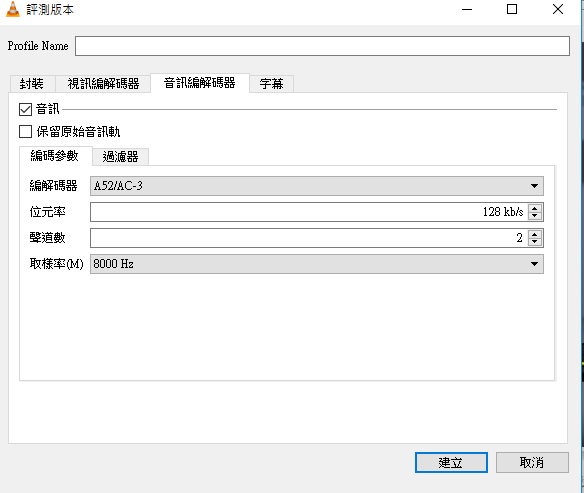 評測版本
Profile Name
封裝 視訊編解碼器 音訊編解碼器 字幕
音訊
保留原始音訊軌
編碼參數 過濾器
編解碼器 A52/AC-3
位元率 128 kb/s
聲道數 2
取樣率(M) 8000 Hz
建立 取消